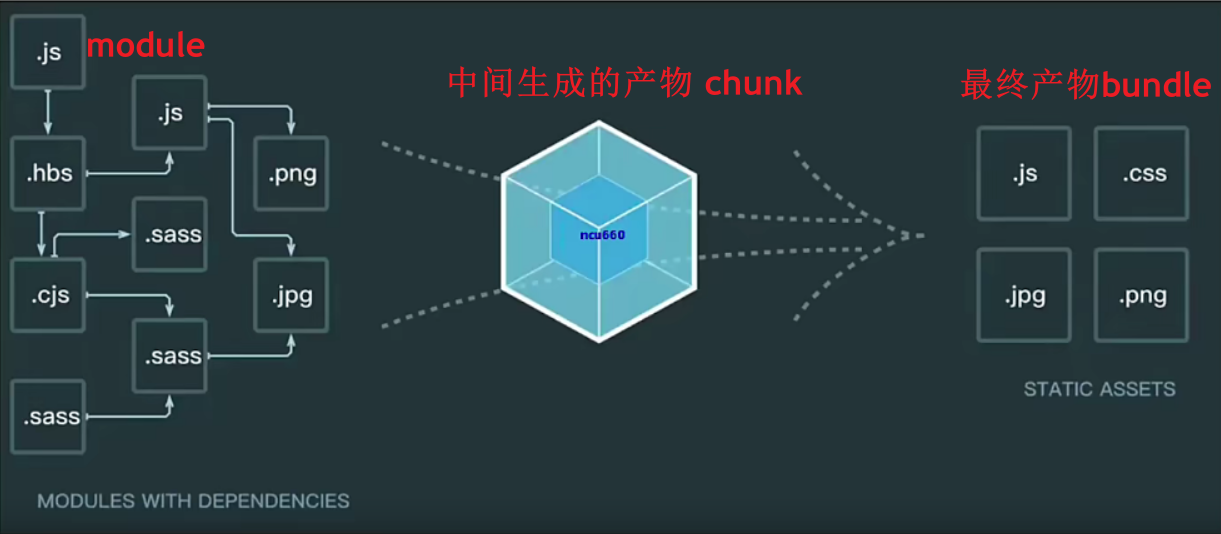 .js
module
.js
.hbs
.png
.sass
.cjs
.jpg
.sass
.sass
MODULES WITH DEPENDENCIES
中间生成的产物 chunk
ncu660
最终产物bundle
.js
.css
.jpg
.png
STATIC ASSETS